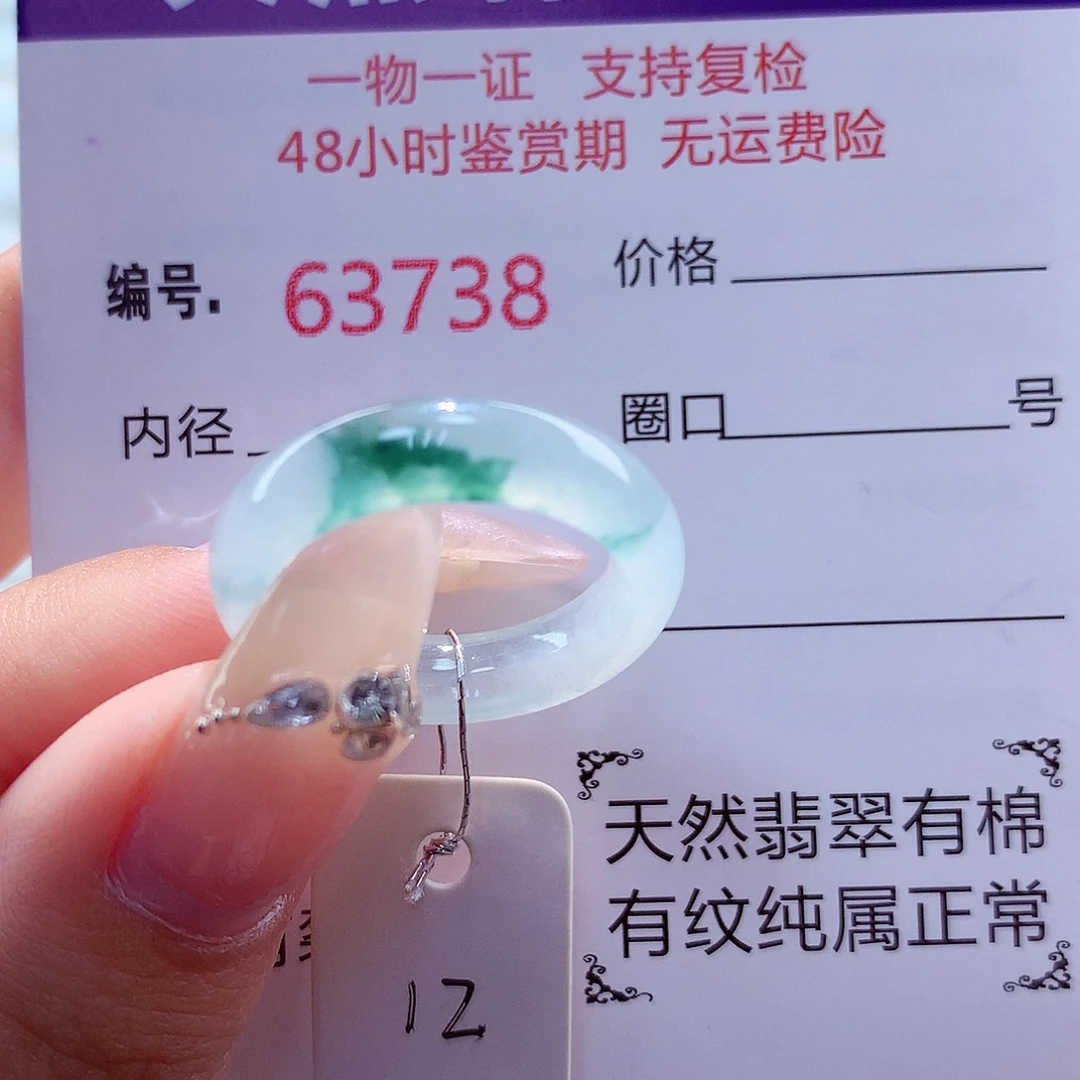 一物一证 支持复检
48小时鉴赏期 无运费险
编号. 63738
价格
内径
圈口 号
天然翡翠有棉
有纹纯属正常
12